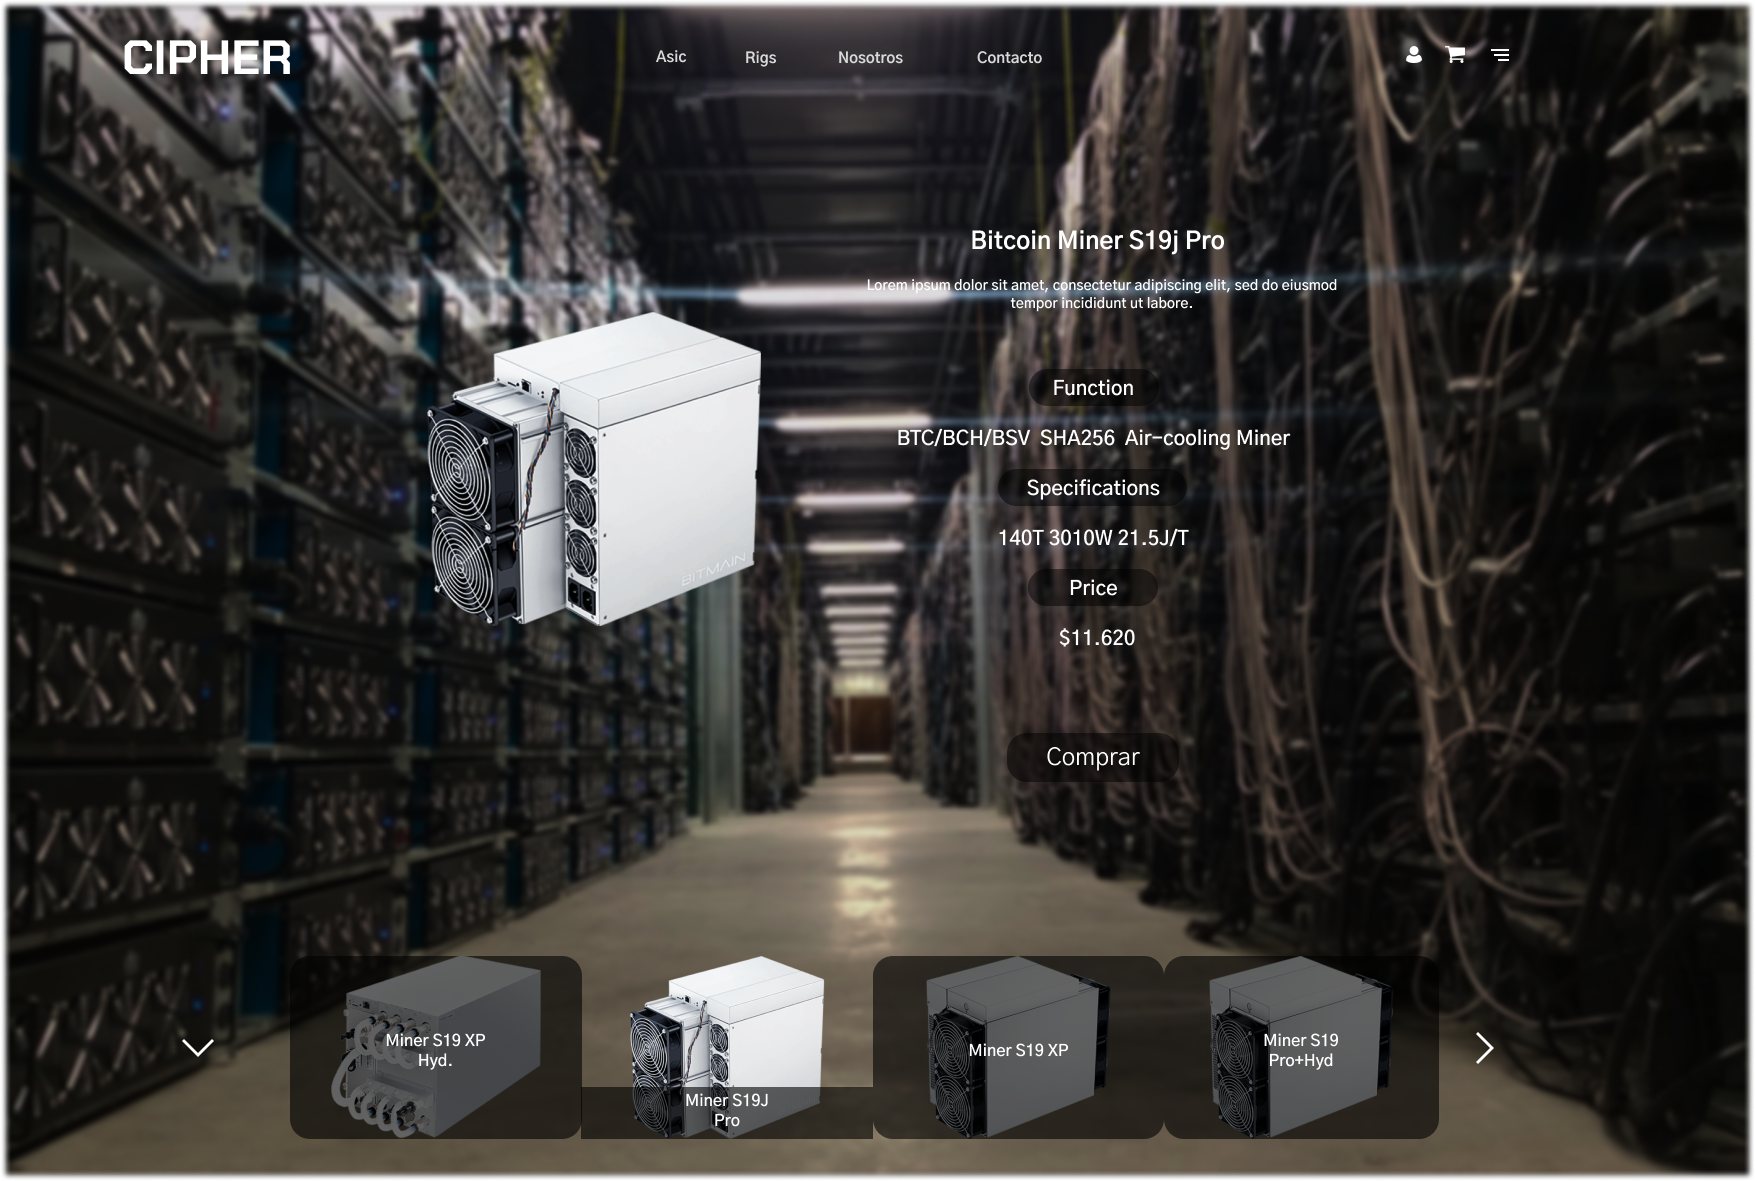 CIPHER
Asic
Rigs
Nosotros
Contacto
Bitcoin Miner S19j Pro
Lorem ipsum dolor sit amet, consectetur adipiscing elit, sed do eiusmod
tempor incididunt ut labore.
Function
BTC/BCH/BSV SHA256 Air-cooling Miner
Specifications
140T 3010W 21.5J/T
BITMAIN
Price
$11.620
Comprar
Miner S19 XP
Hyd.
Miner S19J
Pro
Miner S19 XP
Miner S19
Pro+Hyd